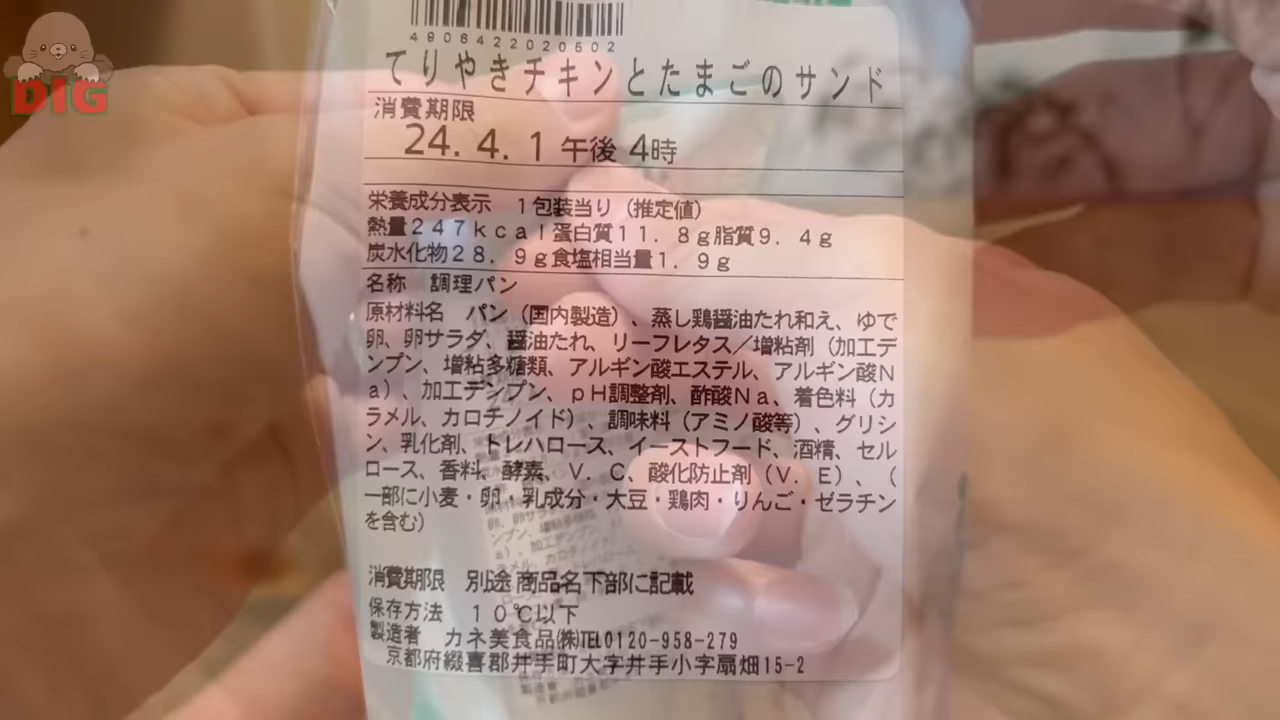 DIG
4906422020502
てりやきチキンとたまごのサンド
消費期限
24.4.1午後4時
栄養成分表示　1包装当り（推定値）
熱量247kcal蛋白質11.8g脂質9.4g
炭水化物28.9g食塩相当量1.9g
名称　調理パン
原材料名　パン（国内製造）、蒸し鶏醤油たれ和え、ゆで
卵、卵サラダ、醤油たれ、リーフレタス／増粘剤（加工デ
ンプン、増粘多糖類、アルギン酸エステル、アルギン酸N
a）、加工デンプン、pH調整剤、酢酸Na、着色料（カ
ラメル、カロチノイド）、調味料（アミノ酸等）、グリシ
ン、乳化剤、トレハロース、イーストフード、酒精、セル
ロース、香料、酵素、V.C、酸化防止剤（V.E）、（
一部に小麦・卵・乳成分・大豆・鶏肉・りんご・ゼラチン
を含む）
消費期限　別途商品名下部に記載
保存方法　10℃以下
製造者　カネ美食品㈱TEL0120-958-279
京都府綴喜郡井手町大字井手小字扇畑15-2